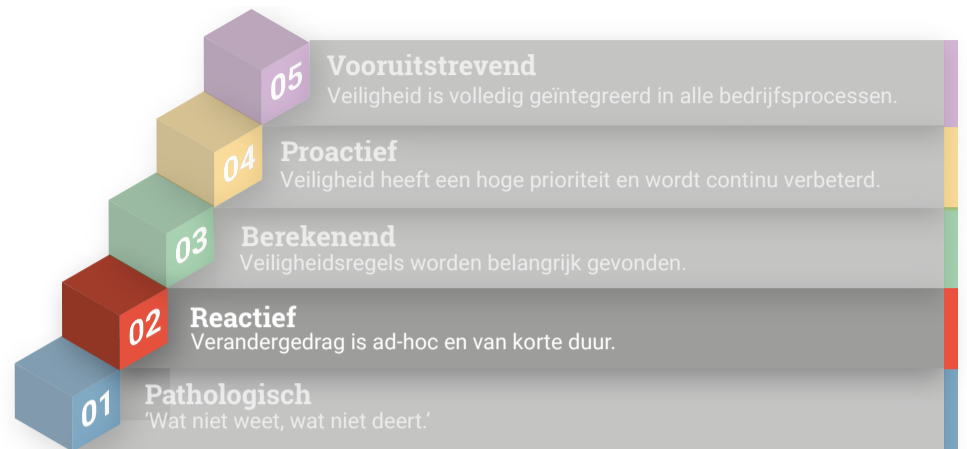 05
Vooruitstrevend
Veiligheid is volledig geïntegreerd in alle bedrijfsprocessen.
04
Proactief
Veiligheid heeft een hoge prioriteit en wordt continu verbeterd.
03
Berekenend
Veiligheidsregels worden belangrijk gevonden.
02
Reactief
Verandergedrag is ad-hoc en van korte duur.
01
Pathologisch
‘Wat niet weet, wat niet deert.’